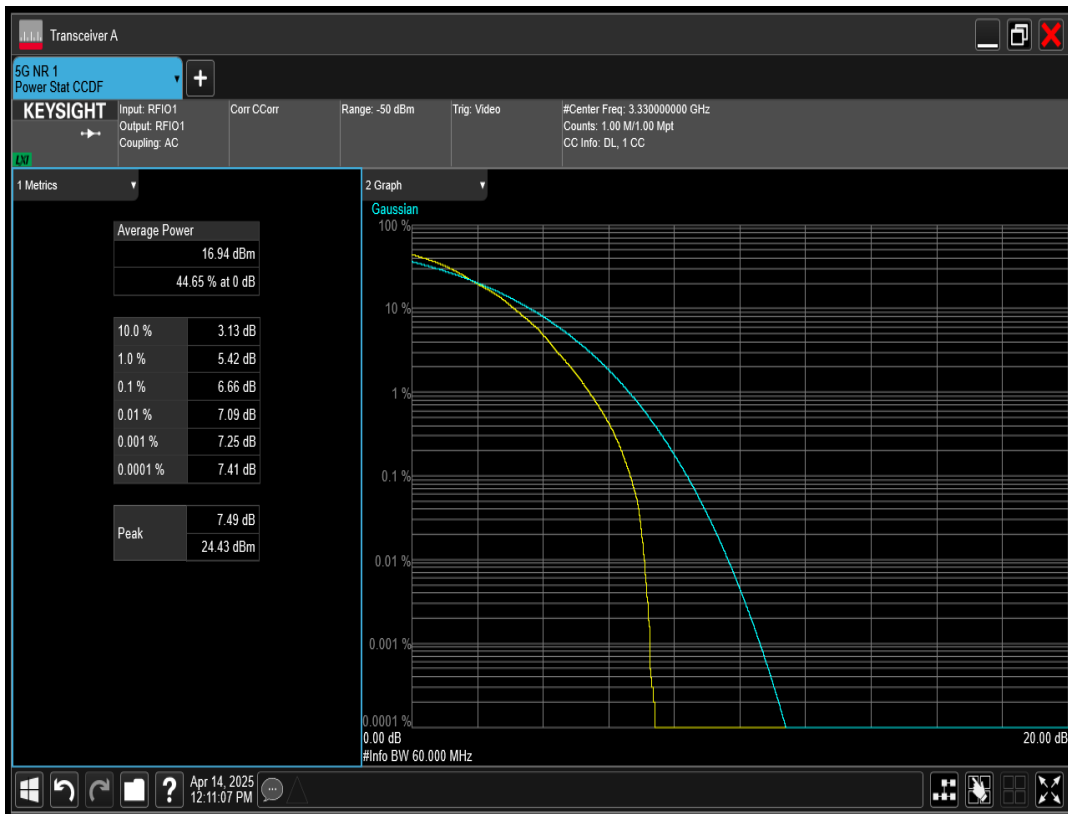 Transceiver A
5G NR 1
Power Stat CCDF
+
KEYSIGHT
LXI
Input: RFIO1
Output: RFIO1
Coupling: AC
Corr CCorr
Range: -50 dBm
Trig: Video
#Center Freq: 3.330000000 GHz
Counts: 1.00 M/1.00 Mpt
CC Info: DL, 1 CC
1 Metrics
Average Power
16.94 dBm
44.65 % at 0 dB
10.0 % 3.13 dB
1.0 % 5.42 dB
0.1 % 6.66 dB
0.01 % 7.09 dB
0.001 % 7.25 dB
0.0001 % 7.41 dB
Peak
7.49 dB
24.43 dBm
2 Graph
Gaussian
100 %
10 %
1 %
0.1 %
0.01 %
0.001 %
0.0001 %
0.00 dB 20.00 dB
#Info BW 60.000 MHz
?
Apr 14, 2025
12:11:07 PM